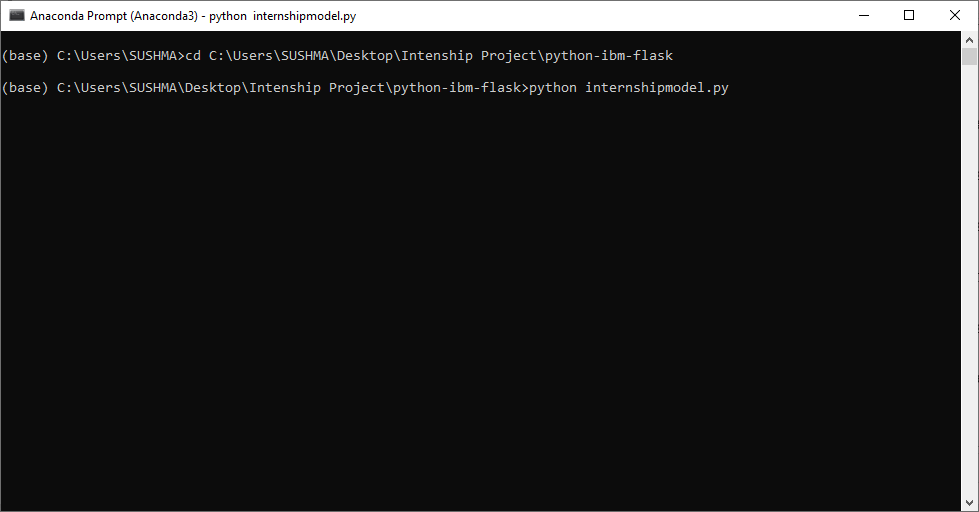 Anaconda Prompt (Anaconda3) - python  internshipmodel.py
(base) C:\Users\SUSHMA>cd C:\Users\SUSHMA\Desktop\Intenship Project\python-ibm-flask
(base) C:\Users\SUSHMA\Desktop\Intenship Project\python-ibm-flask>python internshipmodel.py